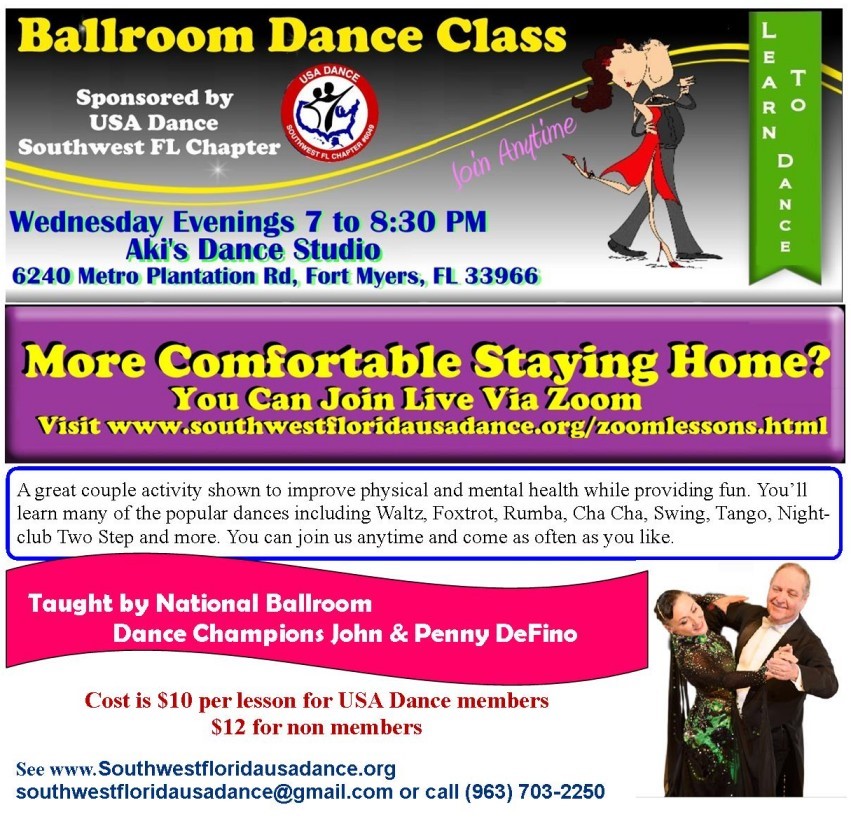 Ballroom Dance Class
Sponsored by
USA Dance
Southwest FL Chapter
USA DANCE
SOUTHWEST FL CHAPTER #6049
Join Anytime
LEARN
TO
DANCE
Wednesday Evenings 7 to 8:30 PM
Aki's Dance Studio
6240 Metro Plantation Rd, Fort Myers, FL 33966
More Comfortable Staying Home?
You Can Join Live Via Zoom
Visit www.southwestfloridausadance.org/zoomlessons.html
A great couple activity shown to improve physical and mental health while providing fun. You’ll
learn many of the popular dances including Waltz, Foxtrot, Rumba, Cha Cha, Swing, Tango, Night-
club Two Step and more. You can join us anytime and come as often as you like.
Taught by National Ballroom
Dance Champions John & Penny DeFino
Cost is $10 per lesson for USA Dance members
$12 for non members
See www.Southwestfloridausadance.org
southwestfloridausadance@gmail.com or call (963) 703-2250